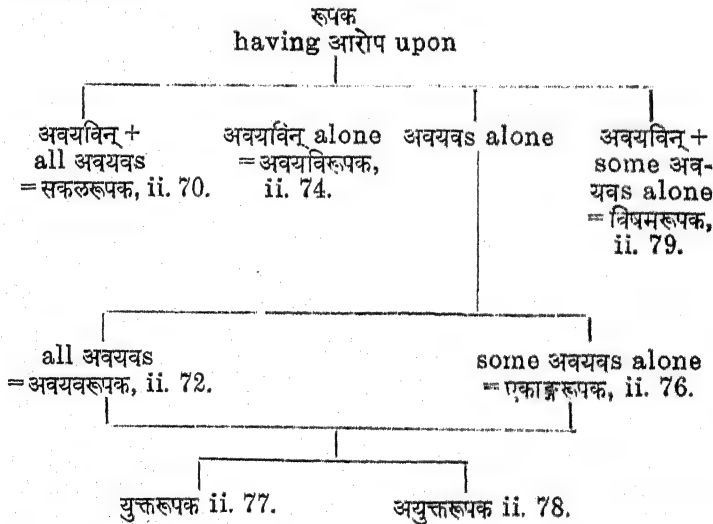 रूपक
having आरोप upon
अवयविन् +
all अवयवs
=सकलरूपक, ii. 70.
अवयविन् alone
=अवयविरूपक,
ii. 74.
अवयवs alone
अवयविन् +
some अव-
यवs alone
= विषमरूपक,
ii. 79.
all अवयवs
=अवयवरूपक, ii. 72.
some अवयवs alone
= एकाङ्गरूपक, ii. 76.
युक्तरूपक ii. 77.
अयुक्तरूपक ii. 78.